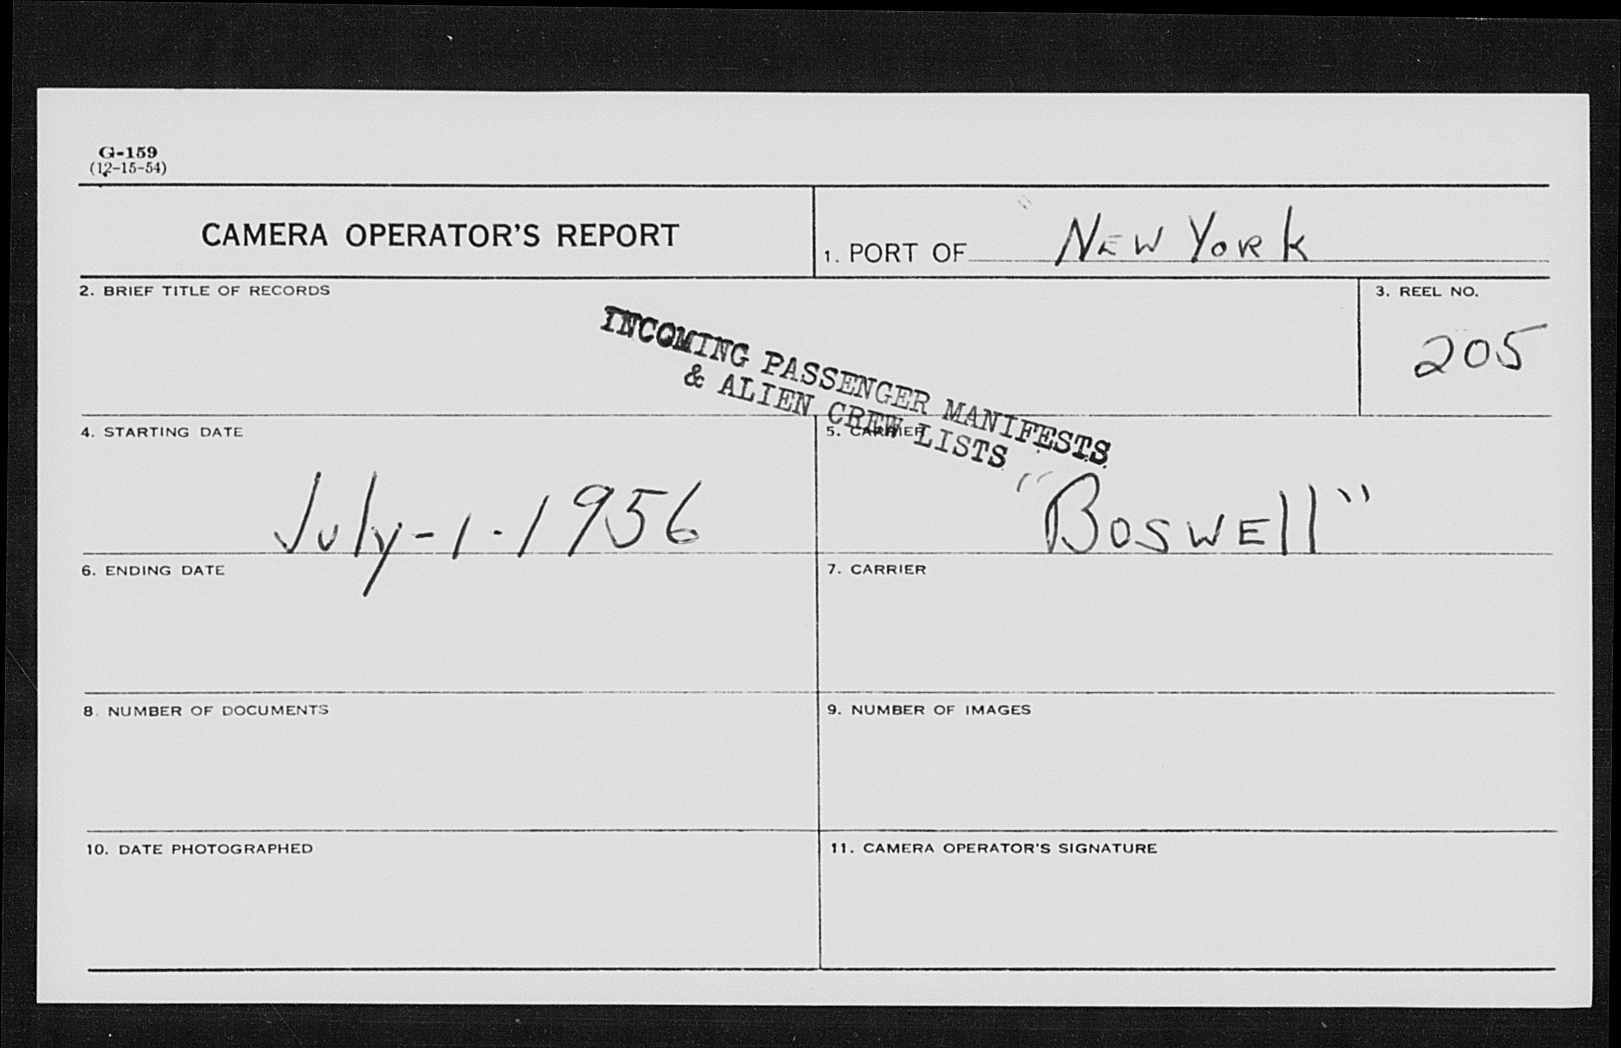 G-159
(12-15-54)
CAMERA OPERATOR'S REPORT
1. PORT OF New York
2. BRIEF TITLE OF RECORDS
INCOMING PASSENGER MANIFESTS
& ALIEN CREW LISTS
3. REEL NO.
205
4. STARTING DATE
July-1-1956
5. CARRIER
"Boswell"
6. ENDING DATE
7. CARRIER
8. NUMBER OF DOCUMENTS
9. NUMBER OF IMAGES
10. DATE PHOTOGRAPHED
11. CAMERA OPERATOR'S SIGNATURE